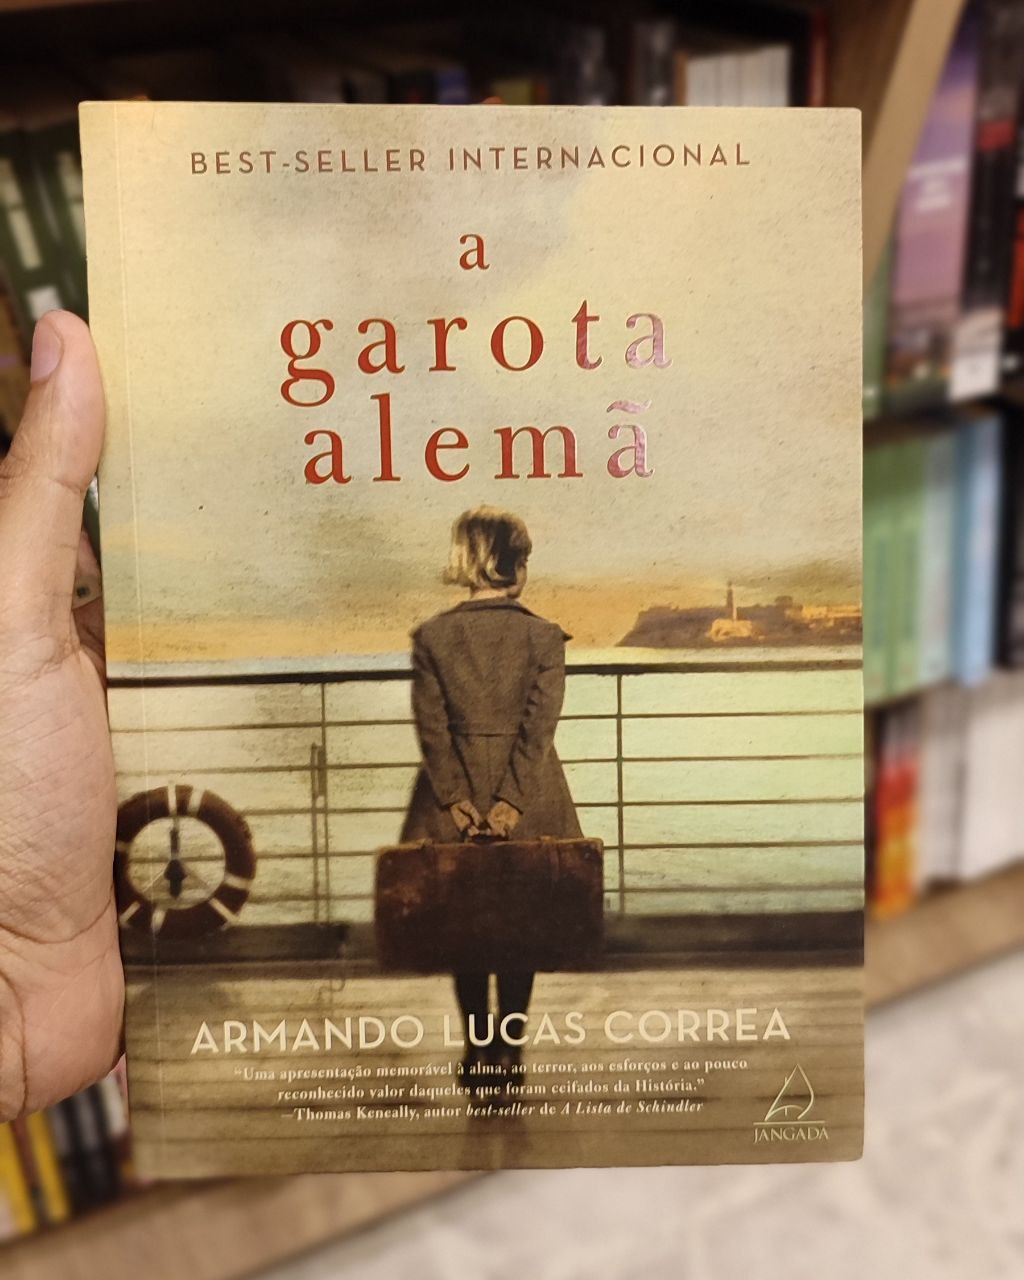 BEST-SELLER INTERNACIONAL
a
garota
alemã
ARMANDO LUCAS CORREA
“Uma apresentação memorável à alma, ao terror, aos esforços e ao pouco
reconhecido valor daqueles que foram ceifados da História.”
—Thomas Keneally, autor best-seller de A Lista de Schindler
JANGADA